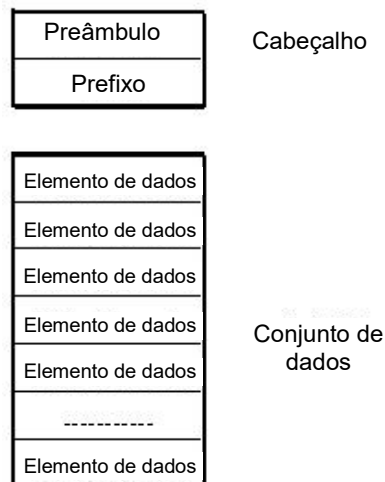 Preâmbulo
Cabeçalho
Prefixo
Elemento de dados
Elemento de dados
Elemento de dados
Elemento de dados
Conjunto de
dados
Elemento de dados
-----------
Elemento de dados